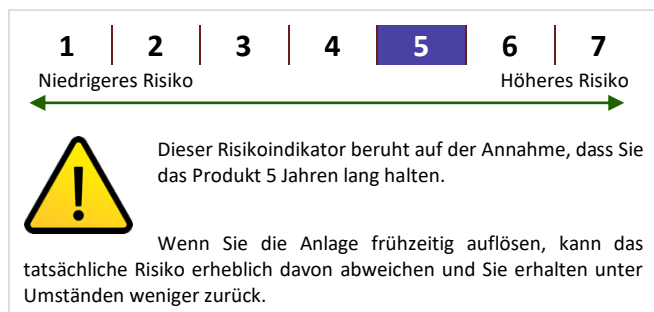 1 2 3 4 5 6 7
Niedrigeres Risiko Höheres Risiko
Dieser Risikoindikator beruht auf der Annahme, dass Sie
das Produkt 5 Jahren lang halten.
Wenn Sie die Anlage frühzeitig auflösen, kann das
tatsächliche Risiko erheblich davon abweichen und Sie erhalten unter
Umständen weniger zurück.